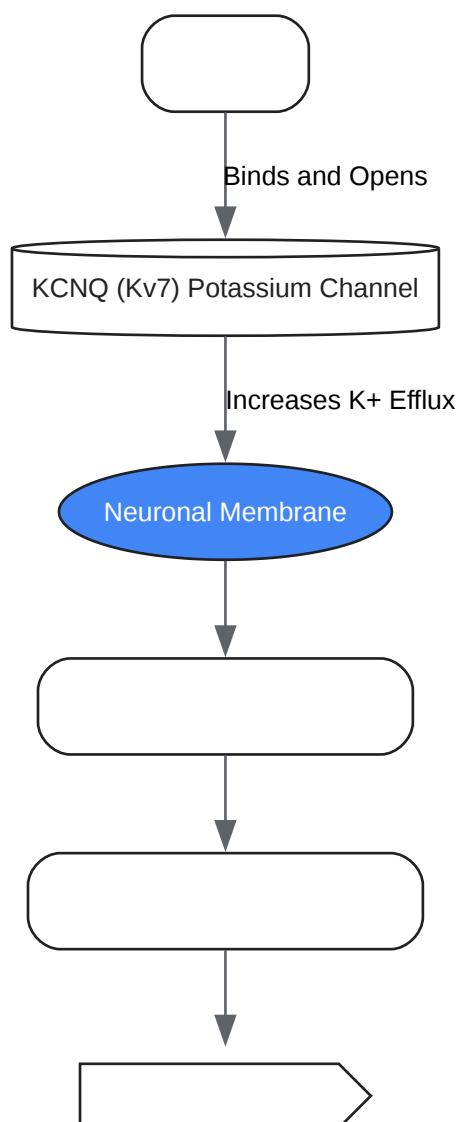 Binds and Opens
KCNQ (Kv7) Potassium Channel
Increases K+ Efflux
Neuronal Membrane